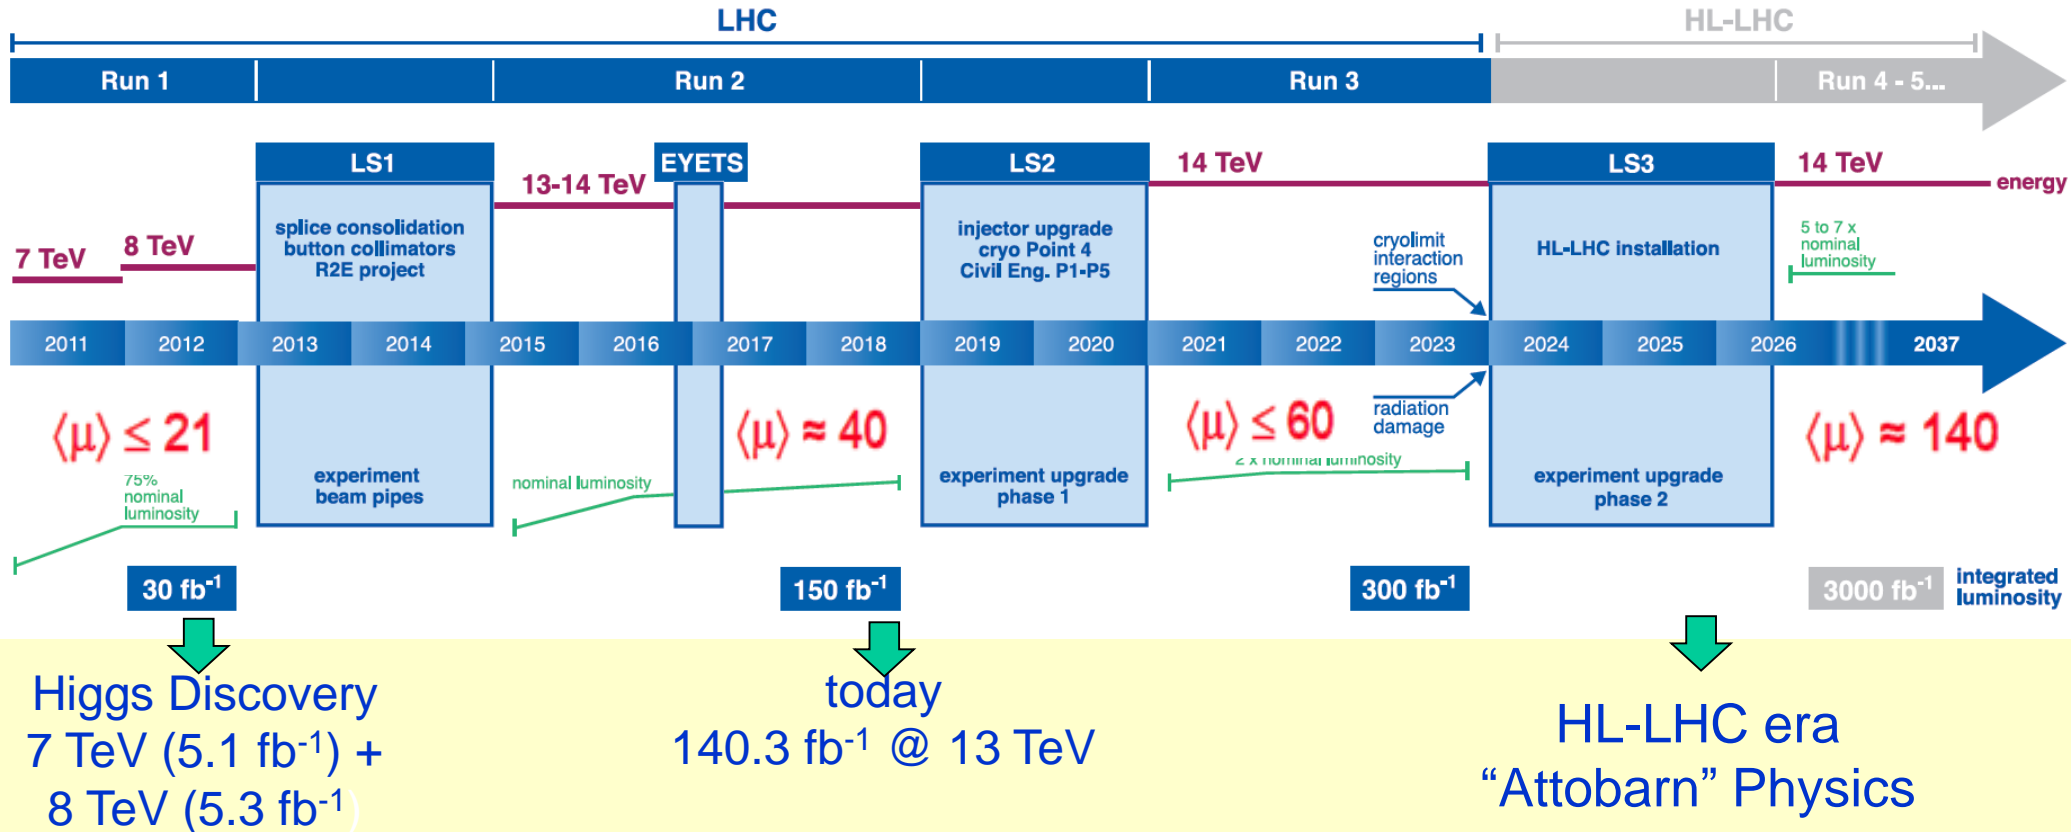 LHC
HL-LHC
Run 1
Run 2
Run 3
Run 4 - 5...
LS1
EYETS
LS2
LS3
13-14 TeV
14 TeV
14 TeV
energy
7 TeV
8 TeV
splice consolidation
button collimators
R2E project
injector upgrade
cryo Point 4
Civil Eng. P1-P5
cryolimit
interaction
regions
HL-LHC installation
5 to 7 x
nominal
luminosity
2011
2012
2013
2014
2015
2016
2017
2018
2019
2020
2021
2022
2023
2024
2025
2026
2037
⟨μ⟩ ≤ 21
⟨μ⟩ ≈ 40
⟨μ⟩ ≤ 60
radiation
damage
⟨μ⟩ ≈ 140
75%
nominal
luminosity
experiment
beam pipes
nominal luminosity
experiment upgrade
phase 1
2 x nominal luminosity
experiment upgrade
phase 2
30 fb⁻¹
150 fb⁻¹
300 fb⁻¹
3000 fb⁻¹
integrated
luminosity
Higgs Discovery
7 TeV (5.1 fb⁻¹) +
8 TeV (5.3 fb⁻¹)
today
140.3 fb⁻¹ @ 13 TeV
HL-LHC era
“Attobarn” Physics